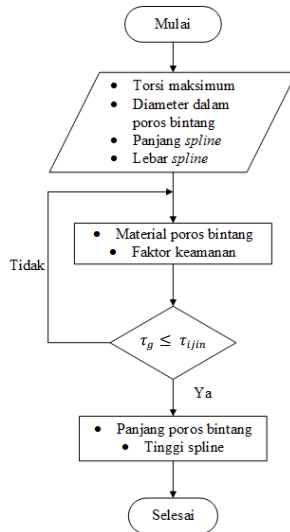 Mulai
• Torsi maksimum
• Diameter dalam
poros bintang
• Panjang spline
• Lebar spline
• Material poros bintang
• Faktor keamanan
Tidak
τg ≤ τijin
Ya
• Panjang poros bintang
• Tinggi spline
Selesai